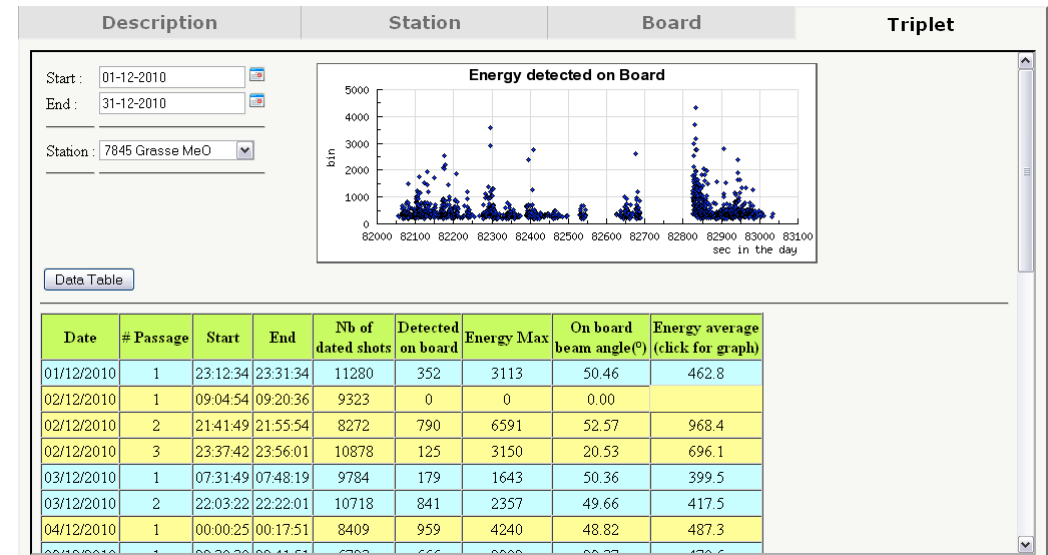 Description Station Board Triplet
Start : 01-12-2010
End : 31-12-2010
Station : 7845 Grasse MeO
Energy detected on Board
bin
5000
4000
3000
2000
1000
0
82000 82100 82200 82300 82400 82500 82600 82700 82800 82900 83000 83100
sec in the day
Data Table
Date # Passage Start End Nb of dated shots Detected on board Energy Max On board beam angle(°) Energy average (click for graph)
01/12/2010 1 23:12:34 23:31:34 11280 352 3113 50.46 462.8
02/12/2010 1 09:04:54 09:20:36 9323 0 0 0.00
02/12/2010 2 21:41:49 21:55:54 8272 790 6591 52.57 968.4
02/12/2010 3 23:37:42 23:56:01 10878 125 3150 20.53 696.1
03/12/2010 1 07:31:49 07:48:19 9784 179 1643 50.36 399.5
03/12/2010 2 22:03:22 22:22:01 10718 841 2357 49.66 417.5
04/12/2010 1 00:00:25 00:17:51 8409 959 4240 48.82 487.3